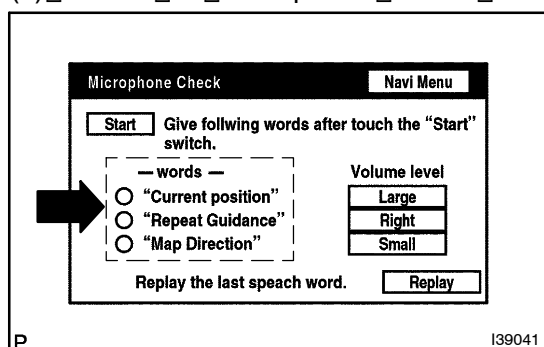 Microphone Check Navi Menu
Start Give follwing words after touch the “Start”
switch.
— words — Volume level
“Current position” Large
“Repeat Guidance” Right
“Map Direction” Small
Replay the last speach word. Replay
P I39041